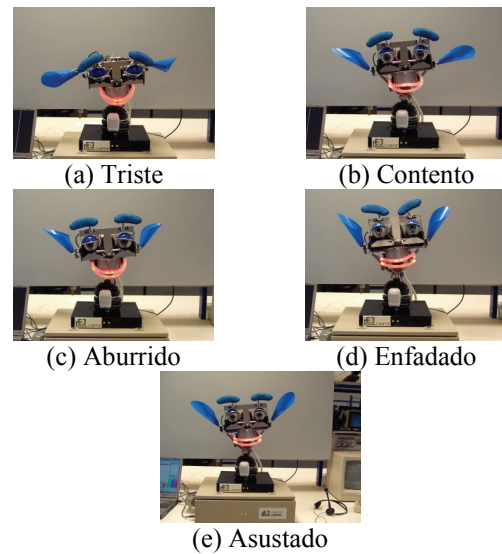 (a) Triste
(b) Contento
(c) Aburrido
(d) Enfadado
(e) Asustado